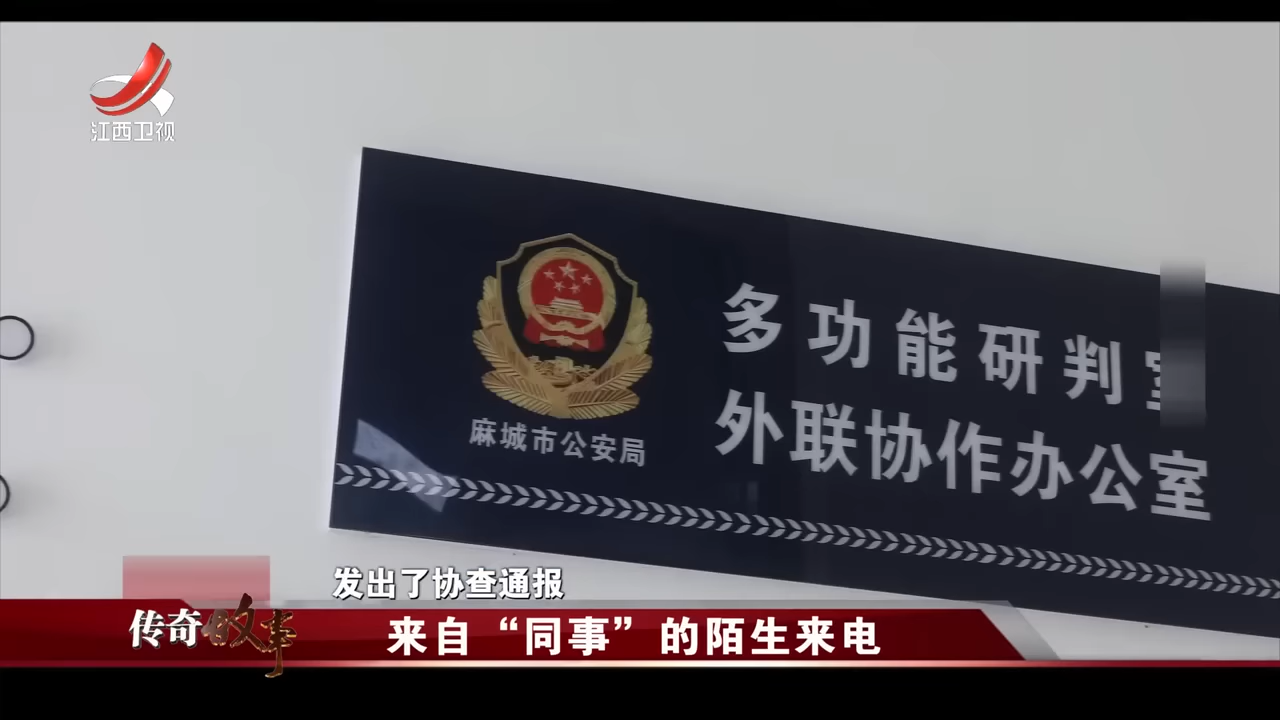 江西卫视
多功能研判室
外联协作办公室
麻城市公安局
发出了协查通报
传奇故事
来自“同事”的陌生来电